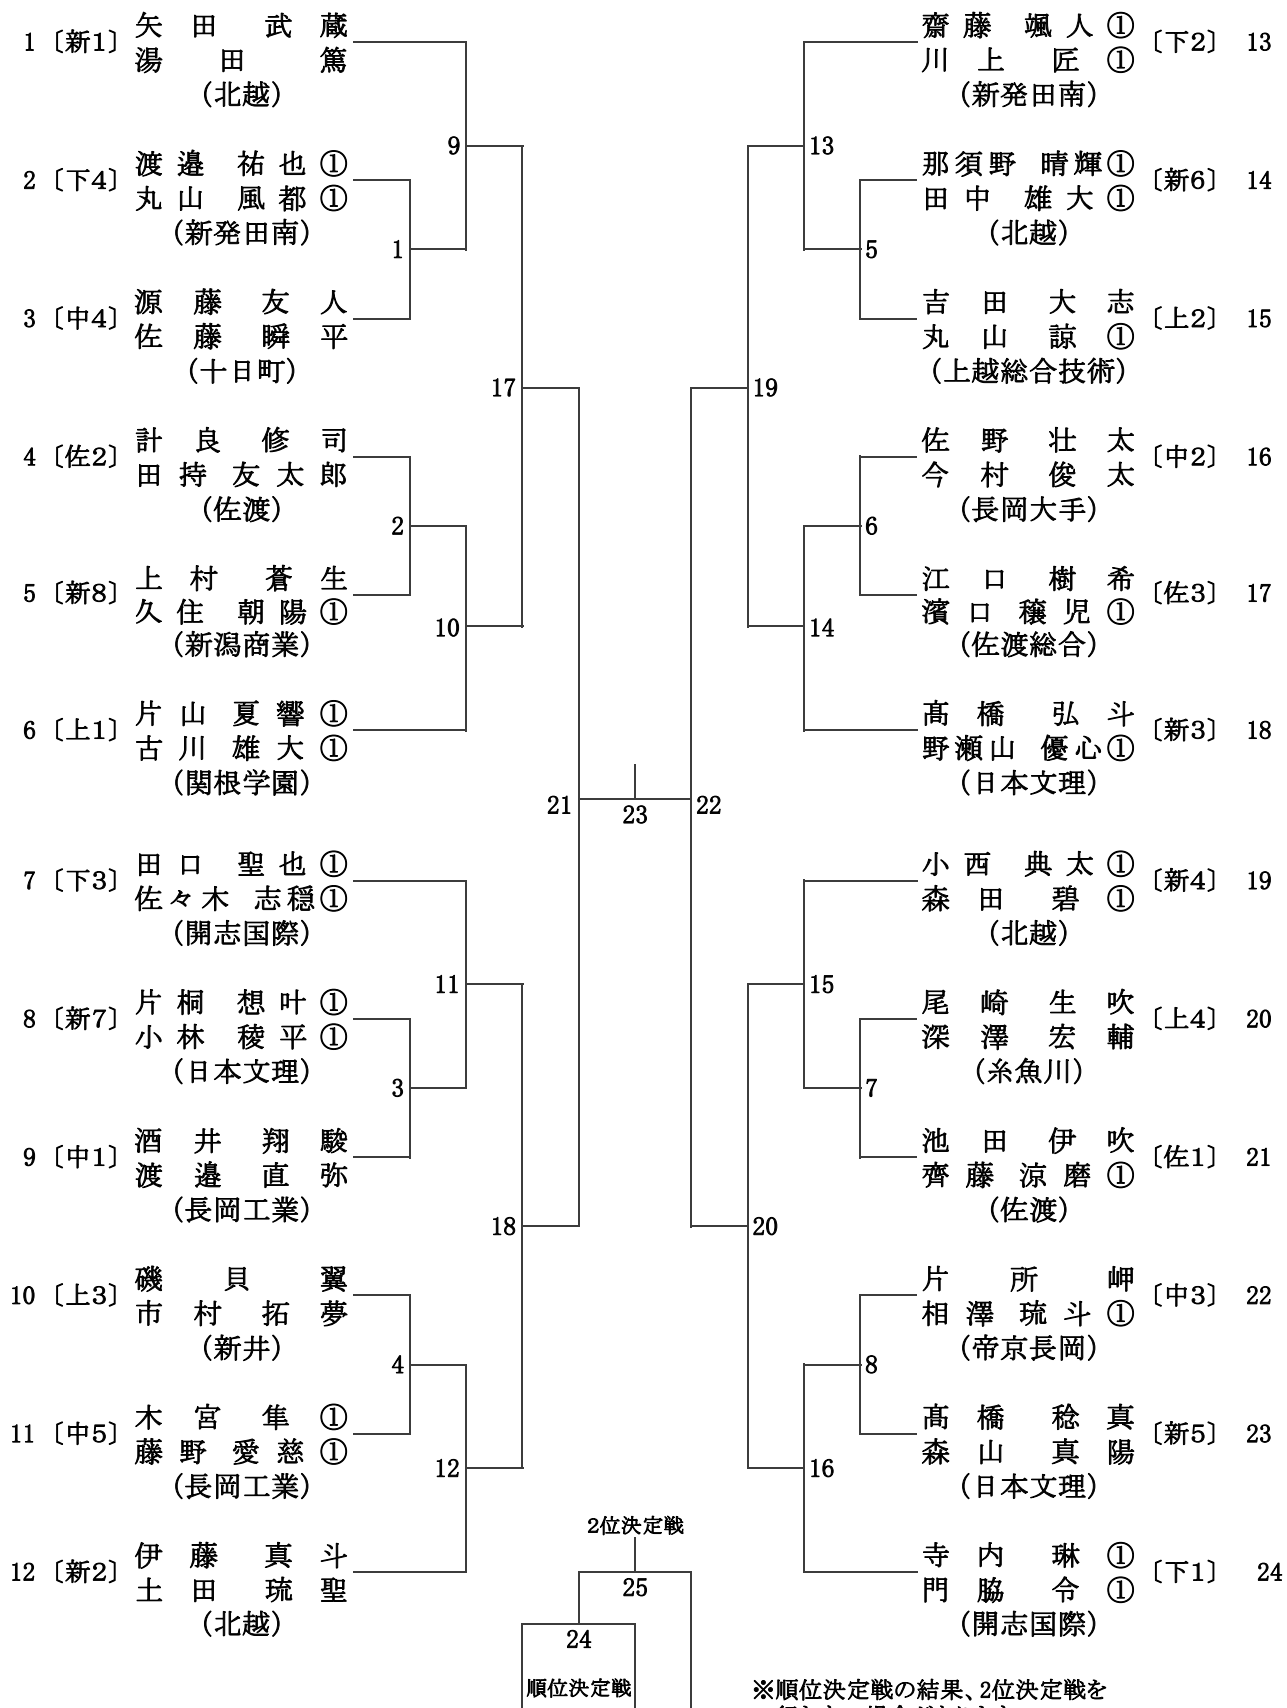 1 〔新1〕 矢田 武蔵
湯田 篤
(北越)
2 〔下4〕 渡邉 祐也 ①
丸山 風都 ①
(新発田南)
3 〔中4〕 源藤 友人
佐藤 瞬平
(十日町)
4 〔佐2〕 計良 修司
田持 友太郎
(佐渡)
5 〔新8〕 上村 蒼生
久住 朝陽 ①
(新潟商業)
6 〔上1〕 片山 夏響 ①
古川 雄大 ①
(関根学園)
7 〔下3〕 田口 聖也 ①
佐々木 志穏 ①
(開志国際)
8 〔新7〕 片桐 想叶 ①
小林 稜平 ①
(日本文理)
9 〔中1〕 酒井 翔駿
渡邉 直弥
(長岡工業)
10 〔上3〕 磯貝 翼
市村 拓夢
(新井)
11 〔中5〕 木宮 隼 ①
藤野 愛慈 ①
(長岡工業)
12 〔新2〕 伊藤 真斗
土田 琉聖
(北越)
9
1
17
2
10
21
11
3
18
4
12
23
22
13
5
19
6
14
15
7
20
8
16
齋藤 颯人 ① 〔下2〕 13
川上 匠 ①
(新発田南)
那須野 晴輝 ① 〔新6〕 14
田中 雄大 ①
(北越)
吉田 大志 〔上2〕 15
丸山 諒 ①
(上越総合技術)
佐野 壮太 〔中2〕 16
今村 俊太
(長岡大手)
江口 樹希 〔佐3〕 17
濱口 穣児 ①
(佐渡総合)
髙橋 弘斗 〔新3〕 18
野瀬山 優心 ①
(日本文理)
小西 典太 ① 〔新4〕 19
森田 碧 ①
(北越)
尾崎 生吹 〔上4〕 20
深澤 宏輔
(糸魚川)
池田 伊吹 〔佐1〕 21
齊藤 涼磨 ①
(佐渡)
片所 岬 〔中3〕 22
相澤 琉斗 ①
(帝京長岡)
髙橋 稔真 〔新5〕 23
森山 真陽
(日本文理)
寺内 琳 ① 〔下1〕 24
門脇 令 ①
(開志国際)
2位決定戦
25
24
順位決定戦
※順位決定戦の結果、2位決定戦を